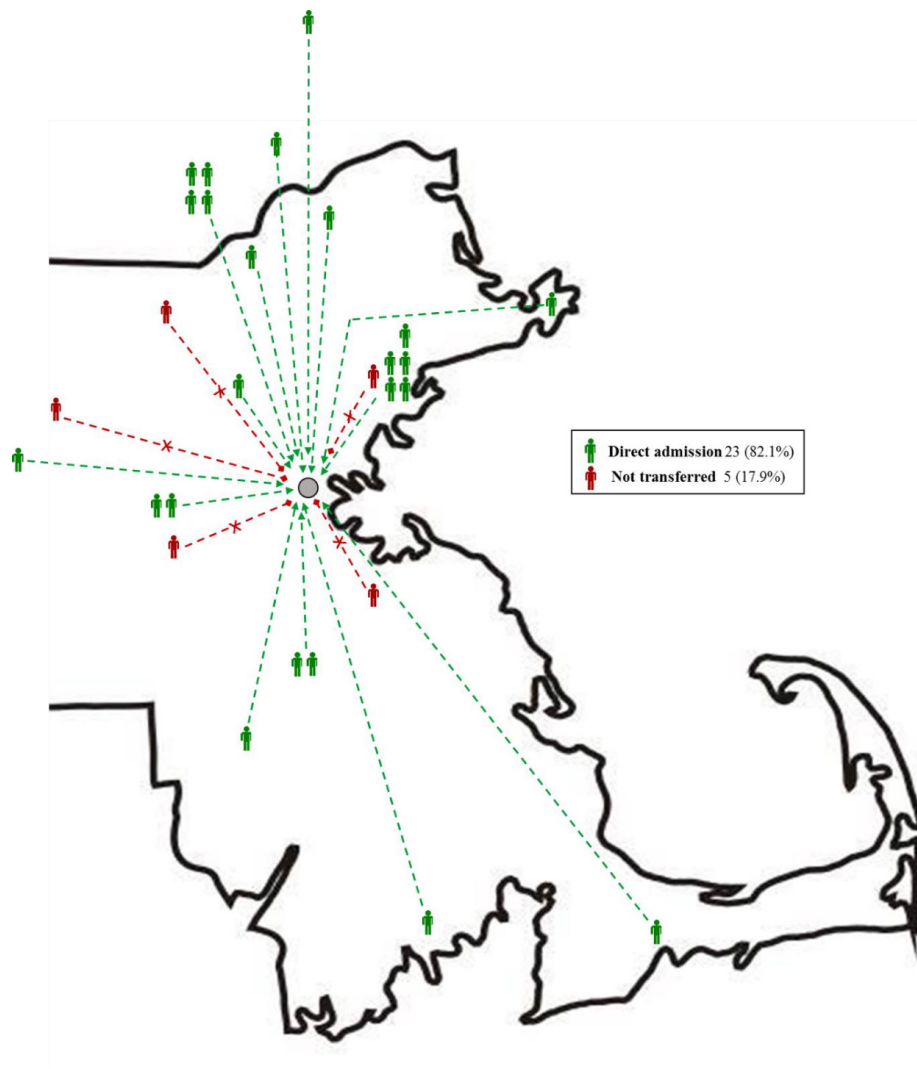 Direct admission 23 (82.1%)
Not transferred 5 (17.9%)